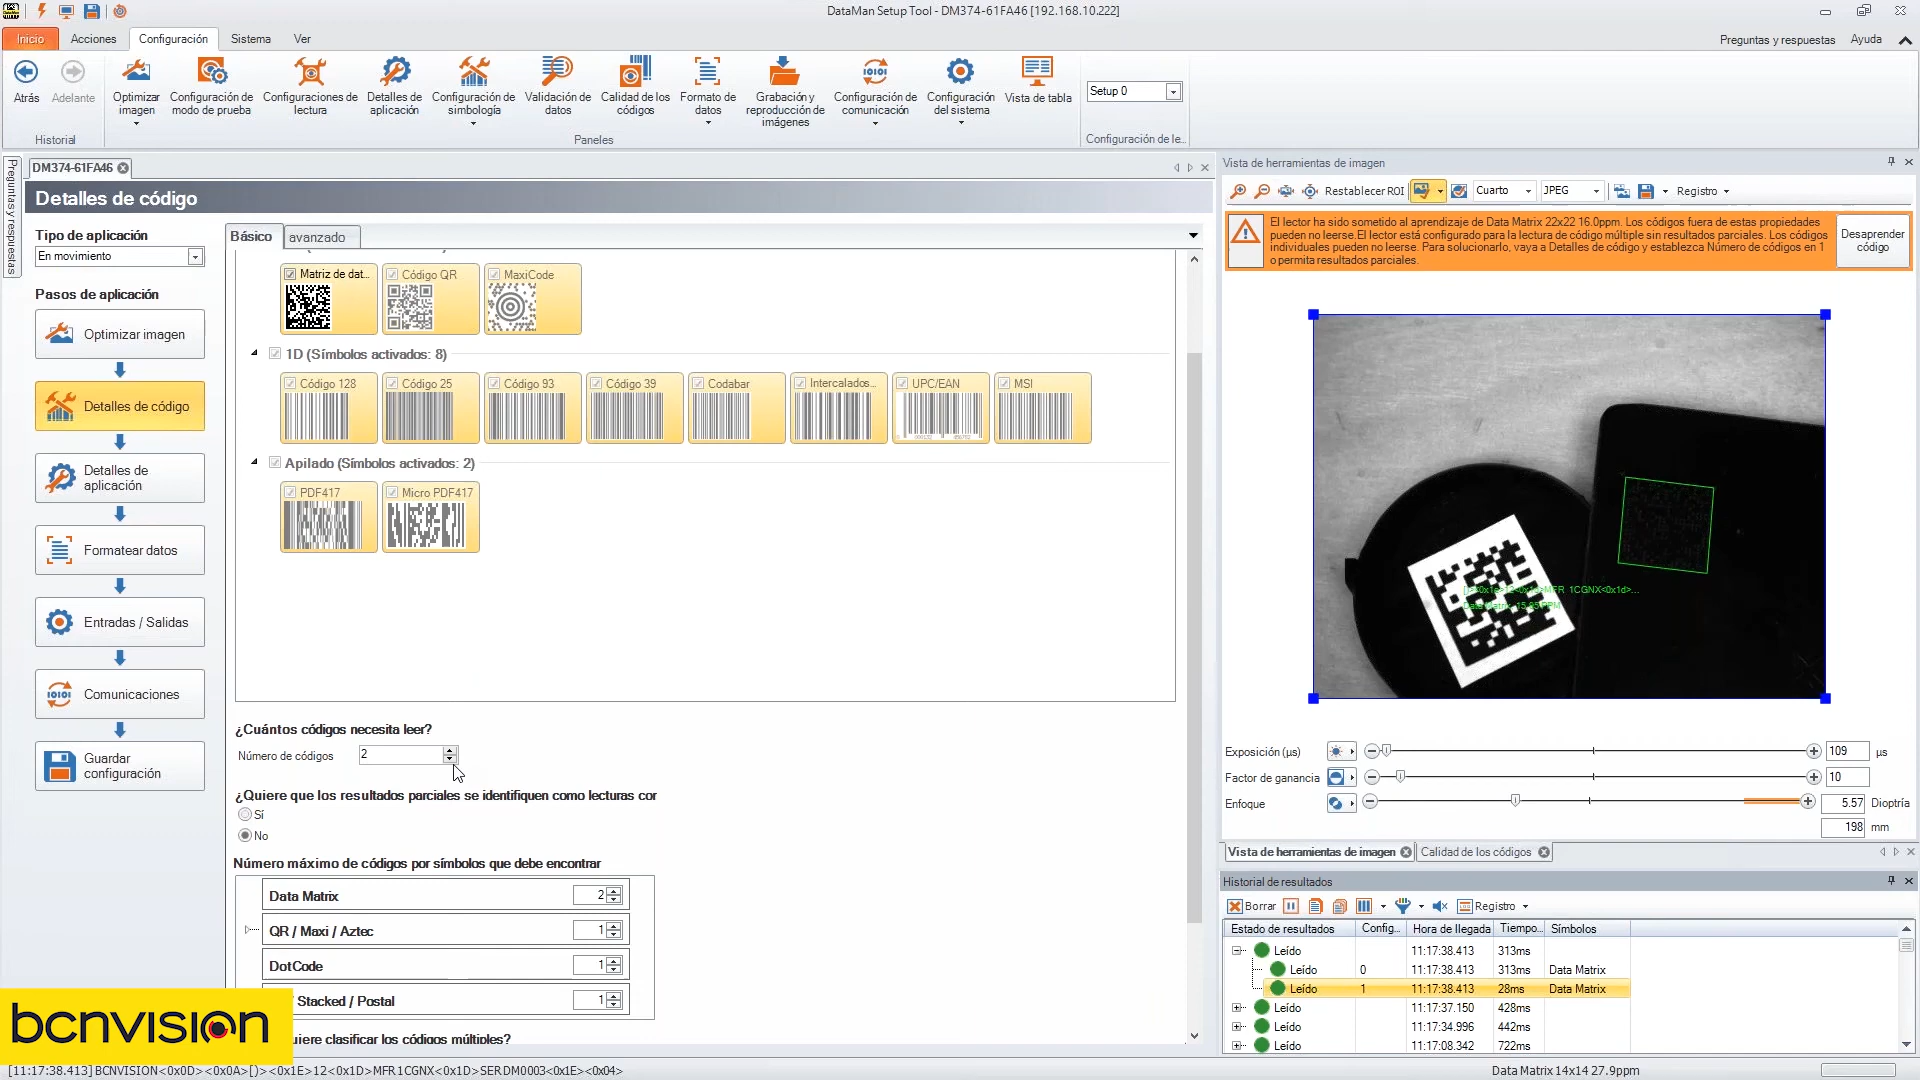 DataMan Setup Tool - DM374-61FA46 [192.168.10.222]
Inicio
Acciones
Configuración
Sistema
Ver
Preguntas y respuestas
Ayuda
Atrás
Adelante
Optimizar imagen
Configuración de modo de prueba
Configuraciones de lectura
Detalles de aplicación
Configuración de simbología
Validación de datos
Calidad de los códigos
Formato de datos
Grabación y reproducción de imágenes
Configuración de comunicación
Configuración del sistema
Vista de tabla
Setup 0
Historial
Paneles
Configuración de le...
Preguntas y respuestas
DM374-61FA46
Detalles de código
Tipo de aplicación
En movimiento
Pasos de aplicación
Optimizar imagen
Detalles de código
Detalles de aplicación
Formatear datos
Entradas / Salidas
Comunicaciones
Guardar configuración
Básico
avanzado
Matriz de dat...
Código QR
MaxiCode
1D (Símbolos activados: 8)
Código 128
Código 25
Código 93
Código 39
Codabar
Intercalados...
UPC/EAN
MSI
Apilado (Símbolos activados: 2)
PDF417
Micro PDF417
¿Cuántos códigos necesita leer?
Número de códigos 2
¿Quiere que los resultados parciales se identifiquen como lecturas cor
Sí
No
Número máximo de códigos por símbolos que debe encontrar
Data Matrix 2
QR / Maxi / Aztec 1
DotCode 1
Stacked / Postal 1
uiere clasificar los códigos múltiples?
bcnvision
Vista de herramientas de imagen
Restablecer ROI
Cuarto
JPEG
Registro
El lector ha sido sometido al aprendizaje de Data Matrix 22x22 16.0ppm. Los códigos fuera de estas propiedades
pueden no leerse.El lector está configurado para la lectura de código múltiple sin resultados parciales. Los códigos
individuales pueden no leerse. Para solucionarlo, vaya a Detalles de código y establezca Número de códigos en 1
o permita resultados parciales.
Desaprender código
Exposición (µs) 109 µs
Factor de ganancia 10
Enfoque 5.57 Dioptría
198 mm
Vista de herramientas de imagen
Calidad de los códigos
Historial de resultados
Borrar
Registro
Estado de resultados Config... Hora de llegada Tiempo... Símbolos
Leído 11:17:38.413 313ms
Leído 0 11:17:38.413 313ms Data Matrix
Leído 1 11:17:38.413 28ms Data Matrix
Leído 11:17:37.150 428ms
Leído 11:17:34.996 442ms
Leído 11:17:08.342 722ms
[11:17:38.413] BCNVISION<0x0D><0x0A>[)><0x1E>12<0x1D>MFR1CGNX<0x1D>SERDM0003<0x1E><0x04>
Data Matrix 14x14 27.9ppm